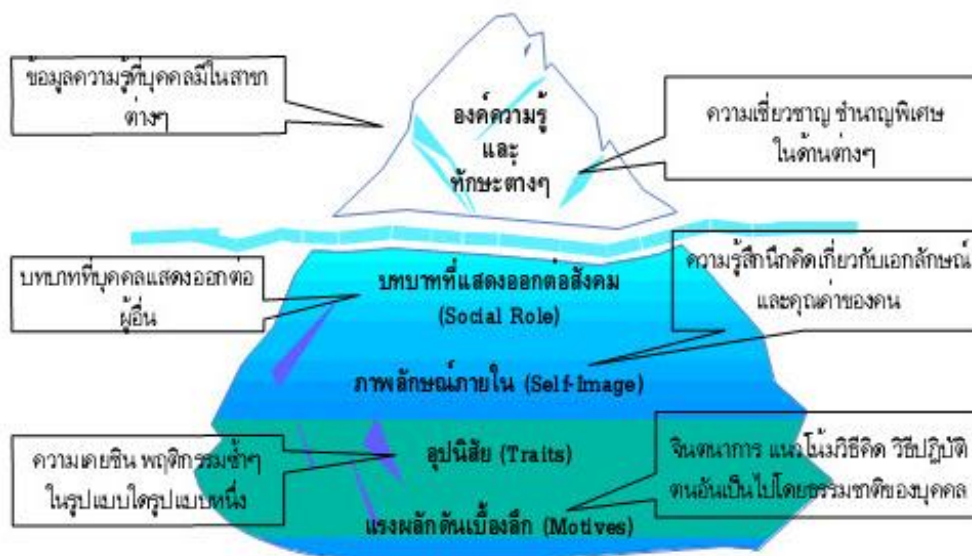 ข้อมูลความรู้ที่บุคคลมีในสาขา
ต่างๆ
องค์ความรู้
และ
ทักษะต่างๆ
ความเชี่ยวชาญ ชำนาญพิเศษ
ในด้านต่างๆ
บทบาทที่บุคคลแสดงออกต่อ
ผู้อื่น
บทบาทที่แสดงออกต่อสังคม
(Social Role)
ความรู้สึกนึกคิดเกี่ยวกับเอกลักษณ์
และคุณค่าของคน
ภาพลักษณ์ภายใน (Self-Image)
ความเคยชิน พฤติกรรมซ้ำๆ
ในรูปแบบใดรูปแบบหนึ่ง
อุปนิสัย (Traits)
จินตนาการ แนวโน้มวิธีคิด วิธีปฏิบัติ
ตนอันเป็นไปโดยธรรมชาติของบุคคล
แรงผลักดันเบื้องลึก (Motives)